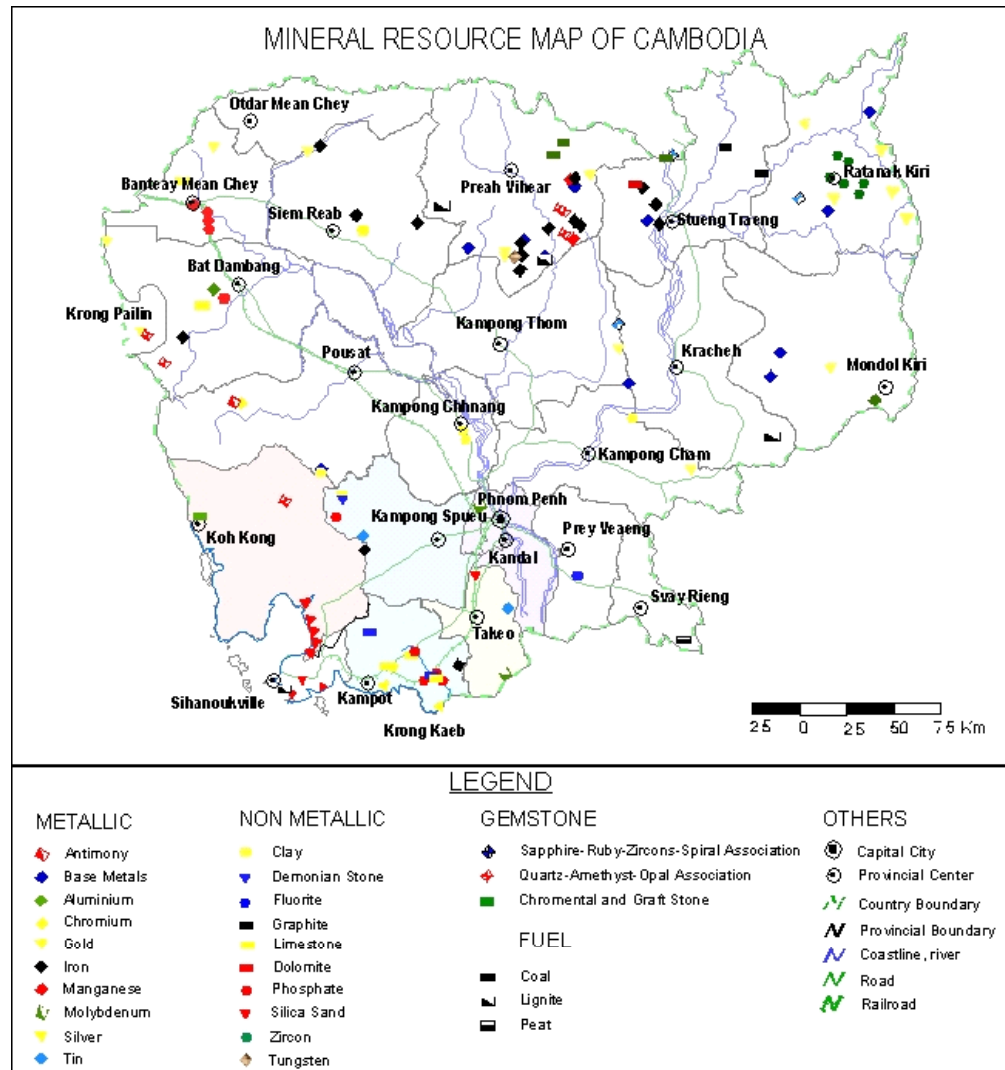 MINERAL RESOURCE MAP OF CAMBODIA
Otdar Mean Chey
Banteay Mean Chey
Siem Reab
Preah Vihear
Ratanak Kiri
Stueng Traeng
Bat Dambang
Krong Pailin
Kampong Thom
Pousat
Kracheh
Mondol Kiri
Kampong Chhnang
Kampong Cham
Phnom Penh
Kampong Spueu
Prey Veaeng
Koh Kong
Kandal
Svay Rieng
Takeo
Sihanoukville
Kampot
Krong Kaeb
25 0 25 50 75 Km
LEGEND
METALLIC
Antimony
Base Metals
Aluminium
Chromium
Gold
Iron
Manganese
Molybdenum
Silver
Tin
NON METALLIC
Clay
Demonian Stone
Fluorite
Graphite
Limestone
Dolomite
Phosphate
Silica Sand
Zircon
Tungsten
GEMSTONE
Sapphire-Ruby-Zircons-Spiral Association
Quartz-Amethyst-Opal Association
Chromental and Graft Stone
FUEL
Coal
Lignite
Peat
OTHERS
Capital City
Provincial Center
Country Boundary
Provincial Boundary
Coastline, river
Road
Railroad